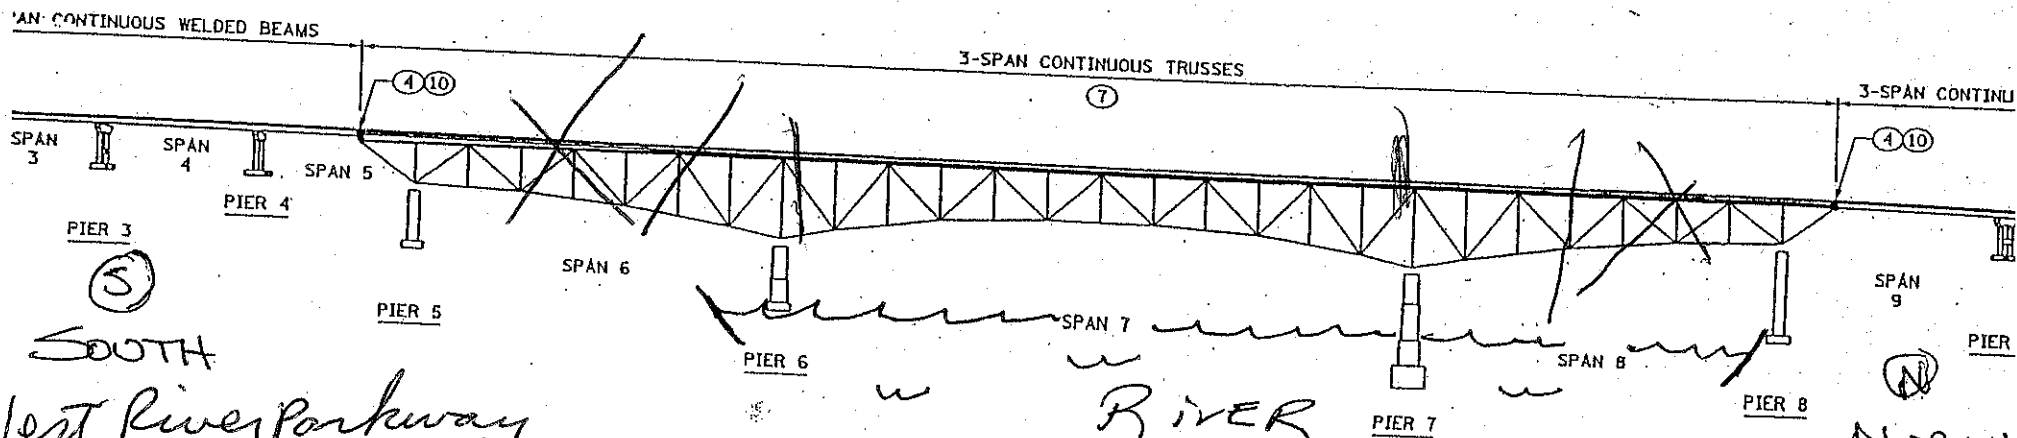 CONTINUOUS WELDED BEAMS
3-SPAN CONTINUOUS TRUSSES
3-SPAN CONTINU
4 10
7
4 10
SPAN 3
SPAN 4
SPAN 5
SPAN 6
SPAN 7
SPAN 8
SPAN 9
PIER 3
PIER 4
PIER 5
PIER 6
PIER 7
PIER 8
PIER
S
SOUTH
N
River Parkway
RIVER